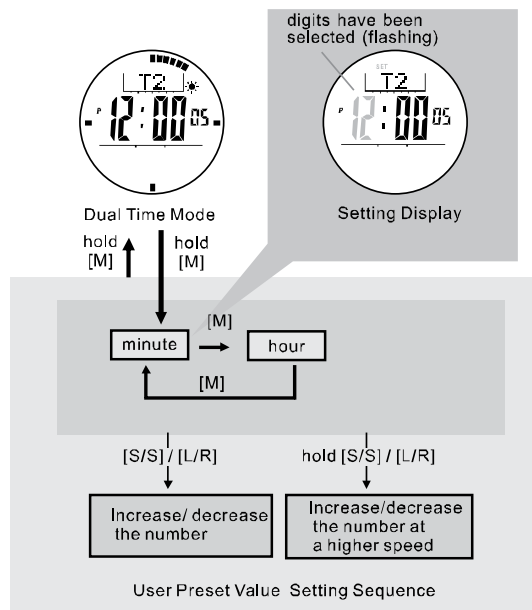 digits have been
selected (flashing)
SET
T2.
P 12:00 05
T2.
P 12:00 05
Dual Time Mode
Setting Display
hold
[M]
hold
[M]
minute
[M]
hour
[M]
[S/S] / [L/R]
hold [S/S] / [L/R]
Increase/ decrease
the number
Increase/decrease
the number at
a higher speed
User Preset Value Setting Sequence